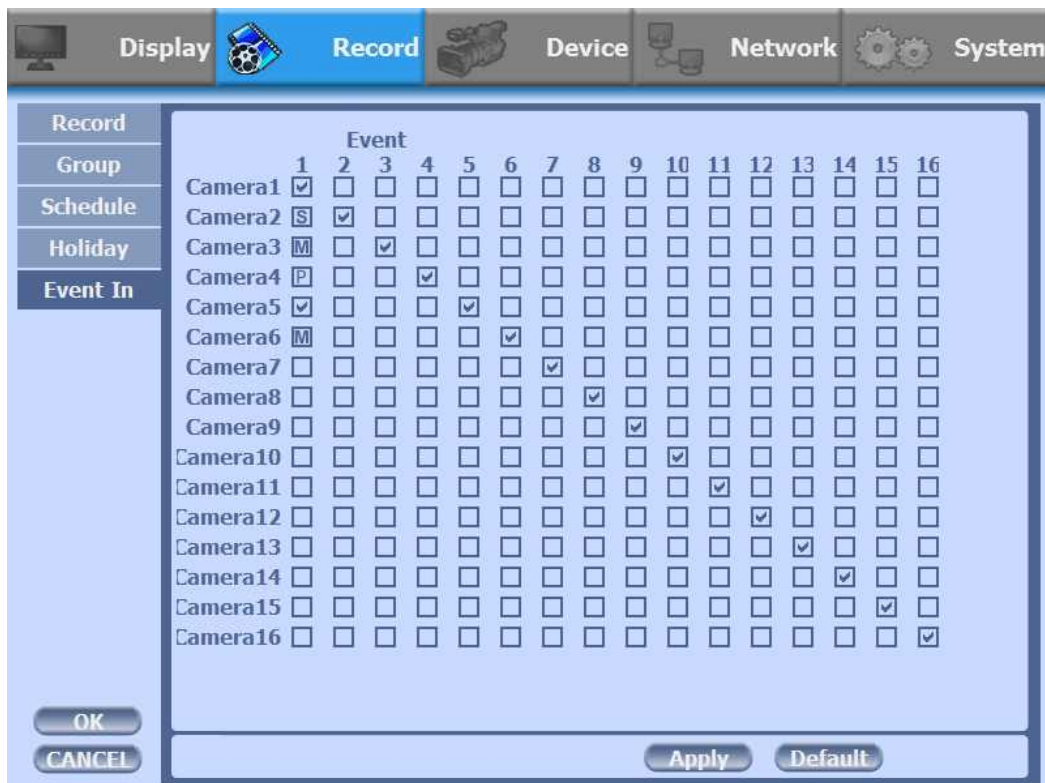 Display Record Device Network System
Record
Group
Schedule
Holiday
Event In
Event
1 2 3 4 5 6 7 8 9 10 11 12 13 14 15 16
Camera1
Camera2 S
Camera3 M
Camera4 P
Camera5
Camera6 M
Camera7
Camera8
Camera9
Camera10
Camera11
Camera12
Camera13
Camera14
Camera15
Camera16
OK
CANCEL
Apply Default